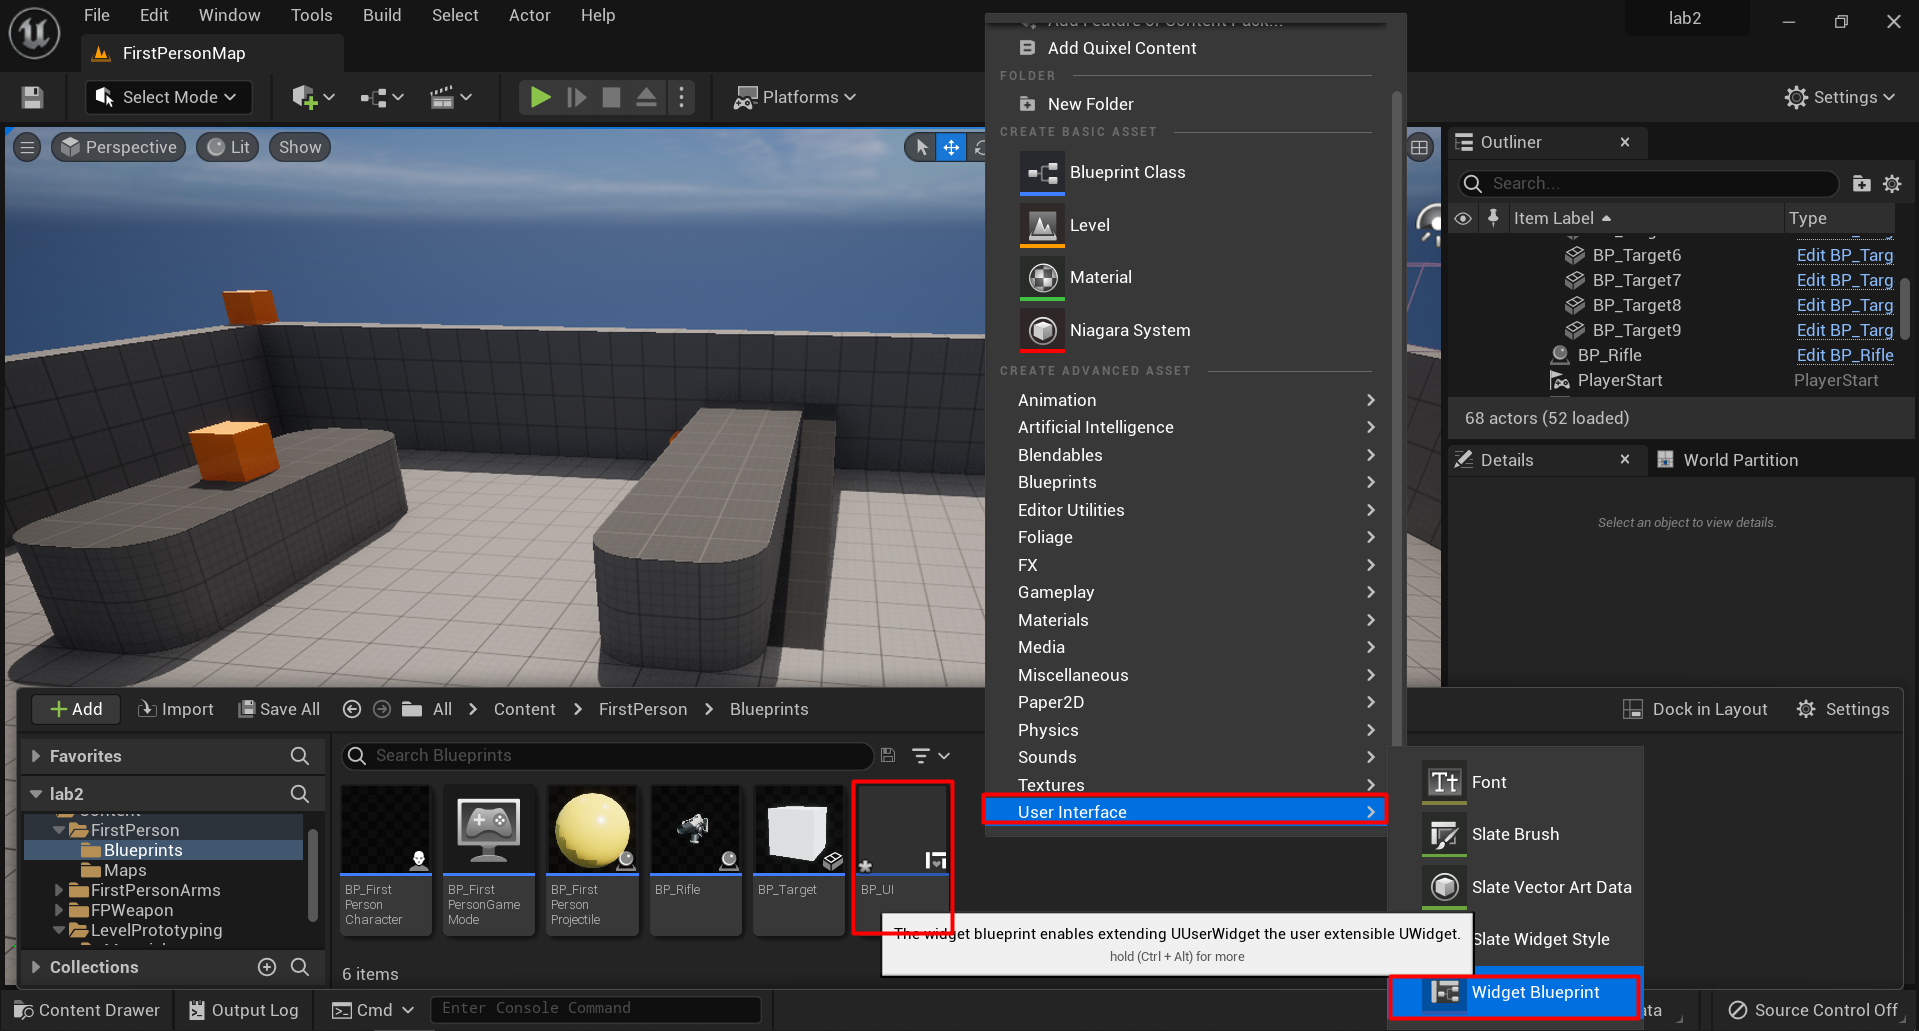 File Edit Window Tools Build Select Actor Help
lab2
FirstPersonMap
Select Mode
Platforms
Settings
Perspective Lit Show
Add Feature or Content Pack...
Add Quixel Content
FOLDER
New Folder
CREATE BASIC ASSET
Blueprint Class
Level
Material
Niagara System
CREATE ADVANCED ASSET
Animation
Artificial Intelligence
Blendables
Blueprints
Editor Utilities
Foliage
FX
Gameplay
Materials
Media
Miscellaneous
Paper2D
Physics
Sounds
Textures
User Interface
Font
Slate Brush
Slate Vector Art Data
Slate Widget Style
Widget Blueprint
Outliner
Search...
Item Label Type
BP_Target6 Edit BP_Targ
BP_Target7 Edit BP_Targ
BP_Target8 Edit BP_Targ
BP_Target9 Edit BP_Targ
BP_Rifle Edit BP_Rifle
PlayerStart PlayerStart
68 actors (52 loaded)
Details World Partition
Select an object to view details.
Add Import Save All All Content FirstPerson Blueprints
Dock in Layout Settings
Favorites
lab2
Content
FirstPerson
Blueprints
Maps
FirstPersonArms
FPWeapon
LevelPrototyping
Collections
Search Blueprints
BP_First
Person
Character
BP_First
PersonGame
Mode
BP_First
Person
Projectile
BP_Rifle
BP_Target
BP_UI
The widget blueprint enables extending UUserWidget the user extensible UWidget.
hold (Ctrl + Alt) for more
6 items
Content Drawer Output Log Cmd Enter Console Command
ata
Source Control Off